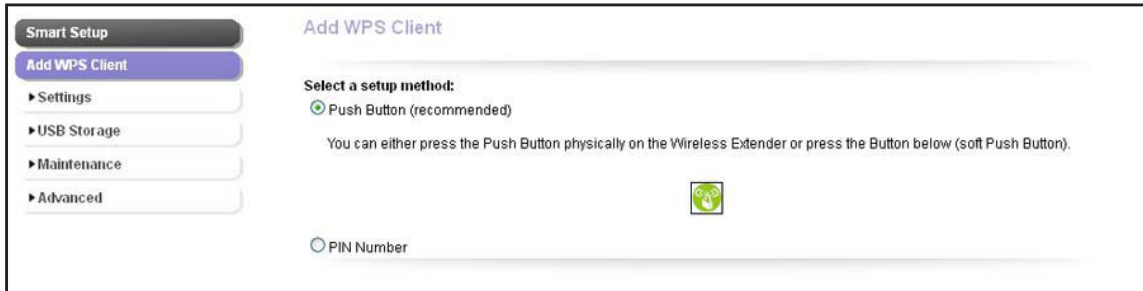 Smart Setup
Add WPS Client
Settings
USB Storage
Maintenance
Advanced
Add WPS Client
Select a setup method:
Push Button (recommended)
You can either press the Push Button physically on the Wireless Extender or press the Button below (soft Push Button).
PIN Number